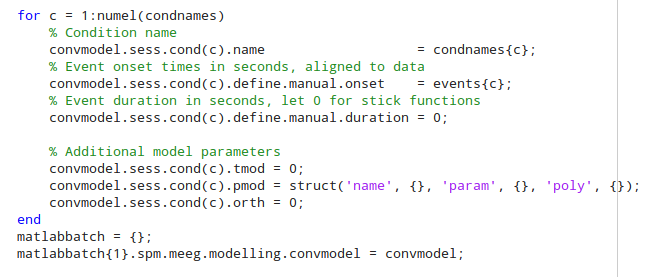 for c = 1:numel(condnames)
    % Condition name
    convmodel.sess.cond(c).name                   = condnames{c};
    % Event onset times in seconds, aligned to data
    convmodel.sess.cond(c).define.manual.onset    = events{c};
    % Event duration in seconds, let 0 for stick functions
    convmodel.sess.cond(c).define.manual.duration = 0;

    % Additional model parameters
    convmodel.sess.cond(c).tmod = 0;
    convmodel.sess.cond(c).pmod = struct('name', {}, 'param', {}, 'poly', {});
    convmodel.sess.cond(c).orth = 0;
end
matlabbatch = {};
matlabbatch{1}.spm.meeg.modelling.convmodel = convmodel;